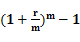 (1 + r/m)^m − 1